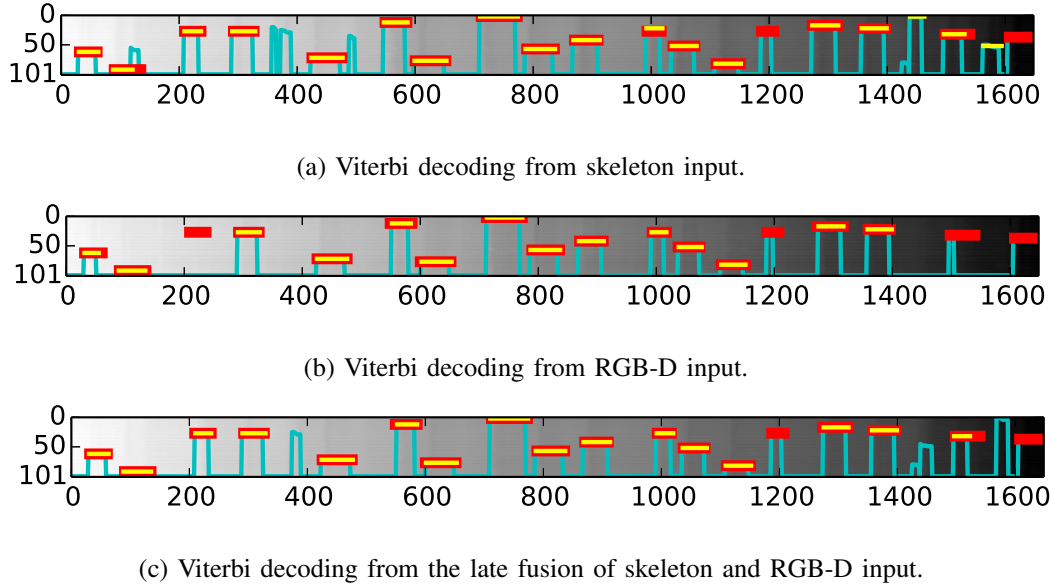 0
50
101
0 200 400 600 800 1000 1200 1400 1600
(a) Viterbi decoding from skeleton input.
0
50
101
0 200 400 600 800 1000 1200 1400 1600
(b) Viterbi decoding from RGB-D input.
0
50
101
0 200 400 600 800 1000 1200 1400 1600
(c) Viterbi decoding from the late fusion of skeleton and RGB-D input.